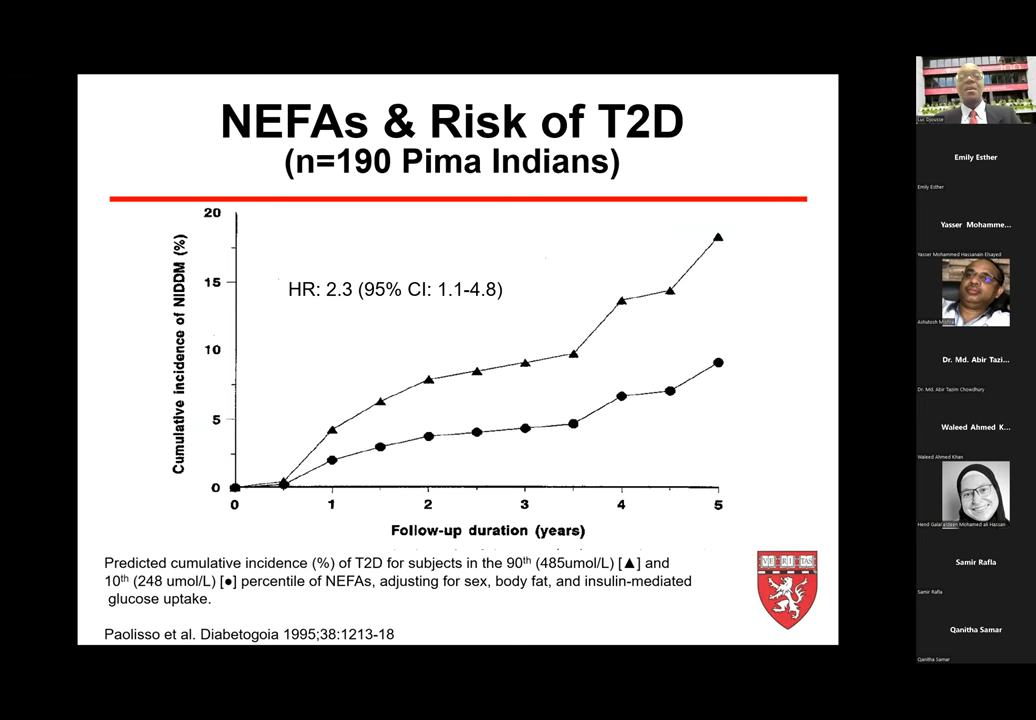 NEFAs & Risk of T2D
(n=190 Pima Indians)
20
15
10
5
0
Cumulative incidence of NIDDM (%)
HR: 2.3 (95% CI: 1.1-4.8)
0 1 2 3 4 5
Follow-up duration (years)
Predicted cumulative incidence (%) of T2D for subjects in the 90th (485umol/L) [▲] and
10th (248 umol/L) [●] percentile of NEFAs, adjusting for sex, body fat, and insulin-mediated
glucose uptake.
Paolisso et al. Diabetogoia 1995;38:1213-18
VE RI TAS
Luc Djousse
Emily Esther
Emily Esther
Yasser Mohamme...
Yasser Mohammed Hassanain Elsayed
Ashutosh
Dr. Md. Abir Tazi...
Dr. Md. Abir Tazim Chowdhury
Waleed Ahmed K...
Waleed Ahmed Khan
Hend Galal eldeen Mohamed ali Hassan
Samir Rafla
Samir Rafla
Qanitha Samar
Qanitha Samar